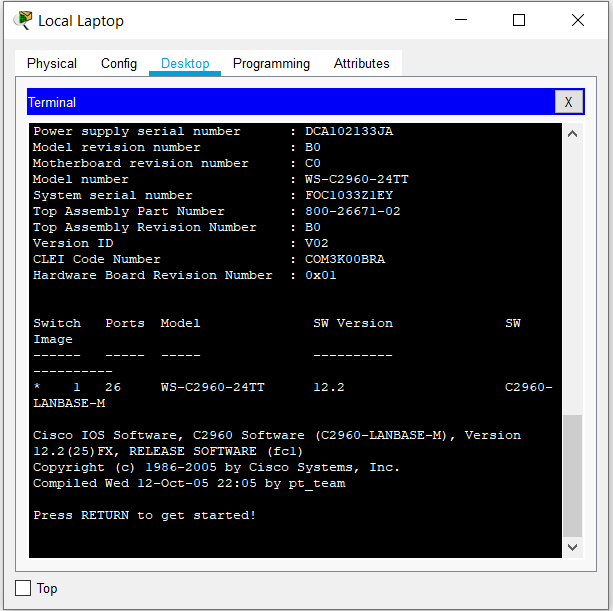 Local Laptop
Physical Config Desktop Programming Attributes
Terminal X
Power supply serial number : DCA102133JA
Model revision number : B0
Motherboard revision number : C0
Model number : WS-C2960-24TT
System serial number : FOC1033Z1EY
Top Assembly Part Number : 800-26671-02
Top Assembly Revision Number : B0
Version ID : V02
CLEI Code Number : COM3K00BRA
Hardware Board Revision Number : 0x01
Switch Ports Model SW Version SW
Image
------ ----- ----- ---------- 
----------
* 1 26 WS-C2960-24TT 12.2 C2960-
LANBASE-M
Cisco IOS Software, C2960 Software (C2960-LANBASE-M), Version
12.2(25)FX, RELEASE SOFTWARE (fc1)
Copyright (c) 1986-2005 by Cisco Systems, Inc.
Compiled Wed 12-Oct-05 22:05 by pt_team
Press RETURN to get started!
Top